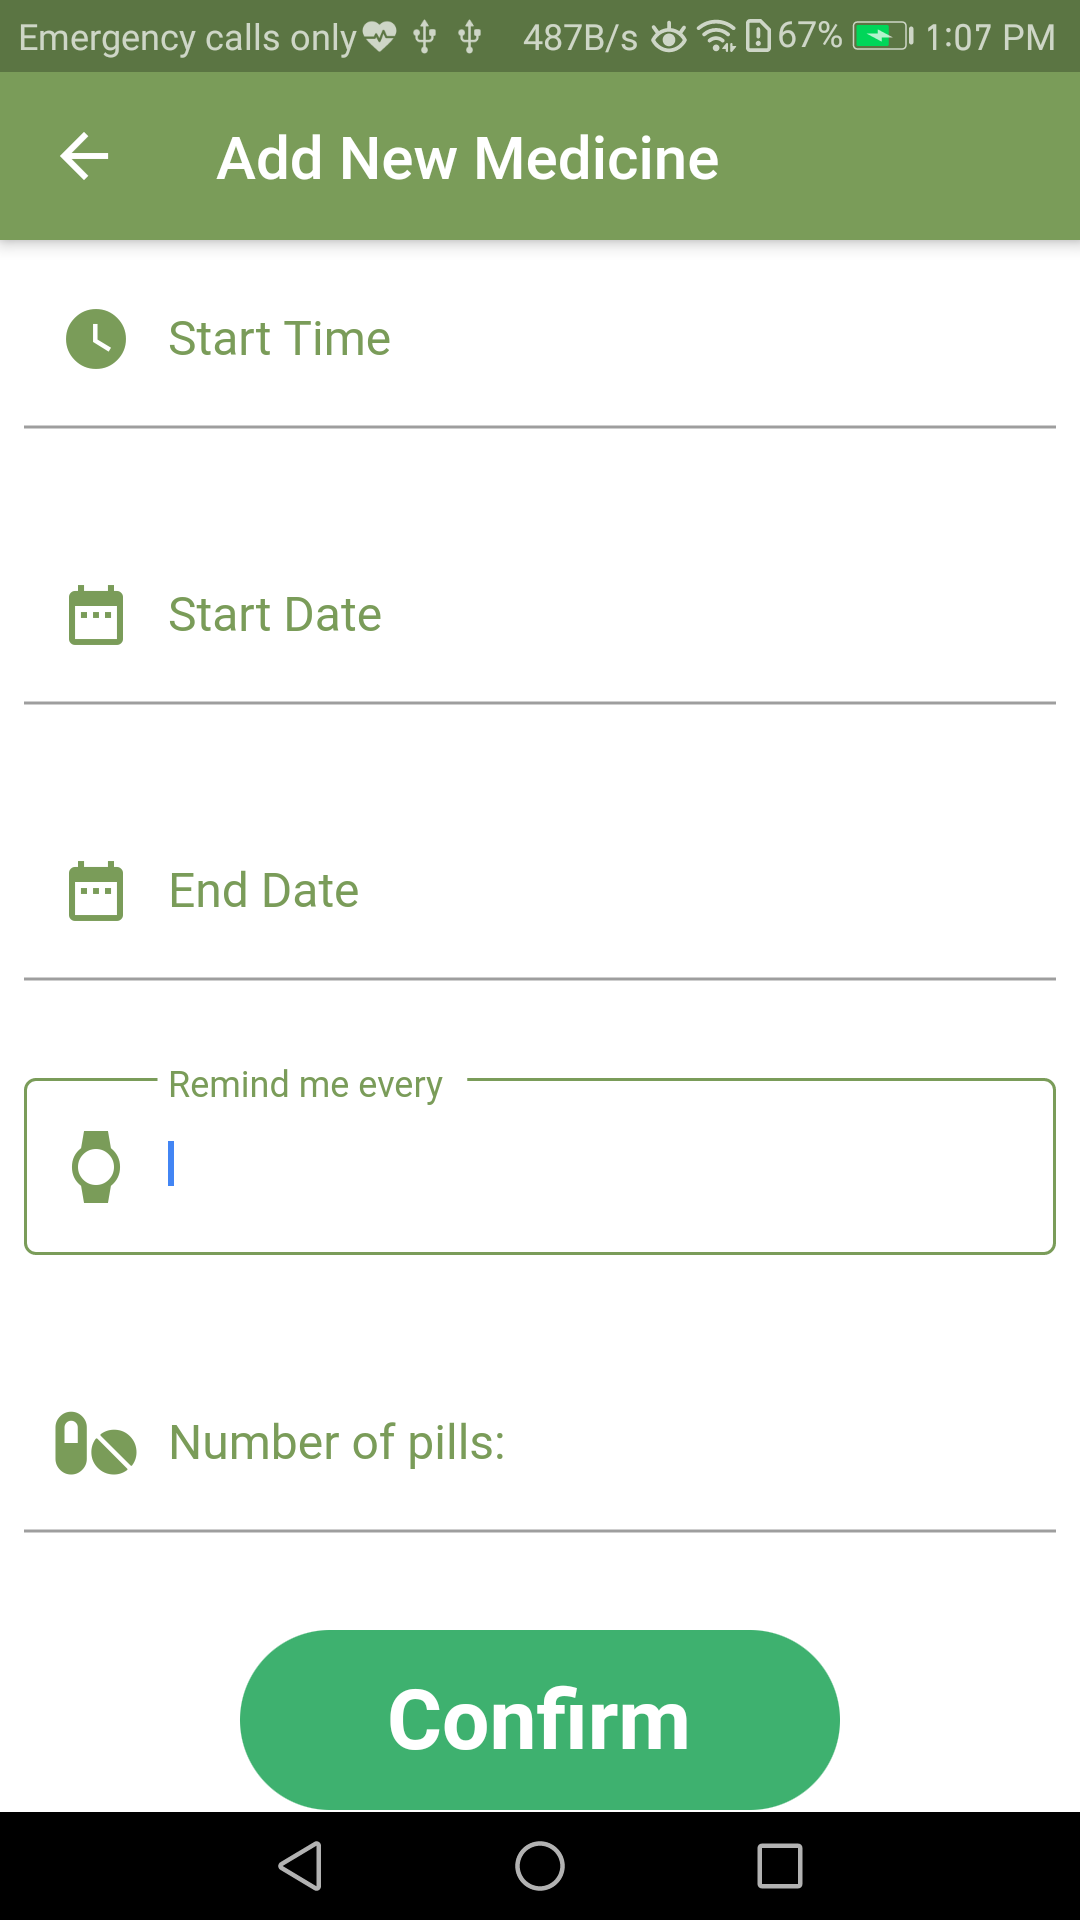 Emergency calls only 487B/s 67% 1:07 PM
Add New Medicine
Start Time
Start Date
End Date
Remind me every
Number of pills:
Confirm